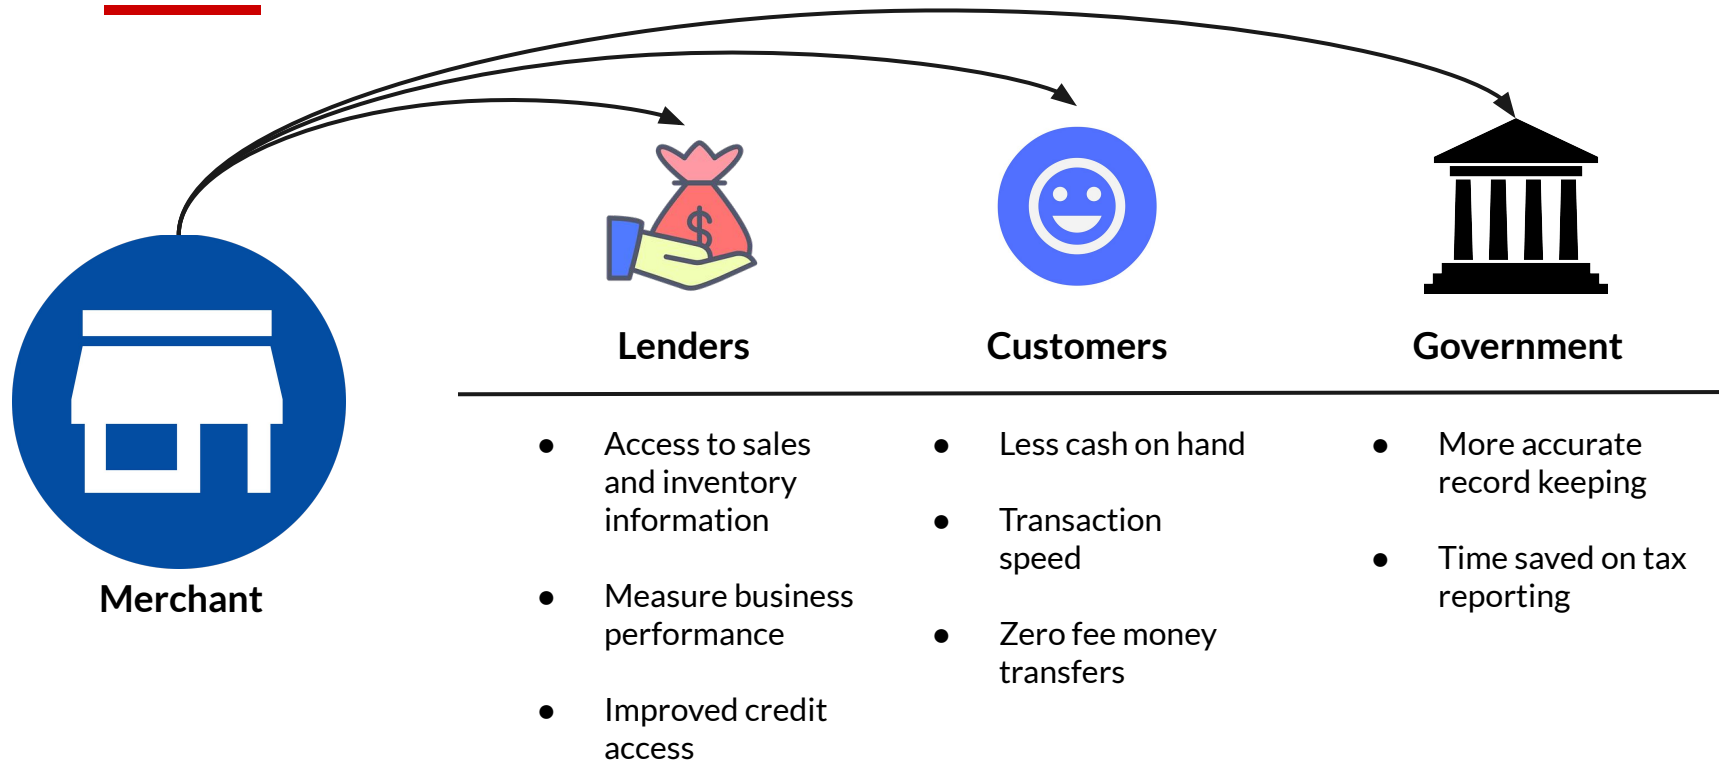 Lenders
Customers
Government
Merchant
● Access to sales
and inventory
information
● Measure business
performance
● Improved credit
access
● Less cash on hand
● Transaction
speed
● Zero fee money
transfers
● More accurate
record keeping
● Time saved on tax
reporting
$